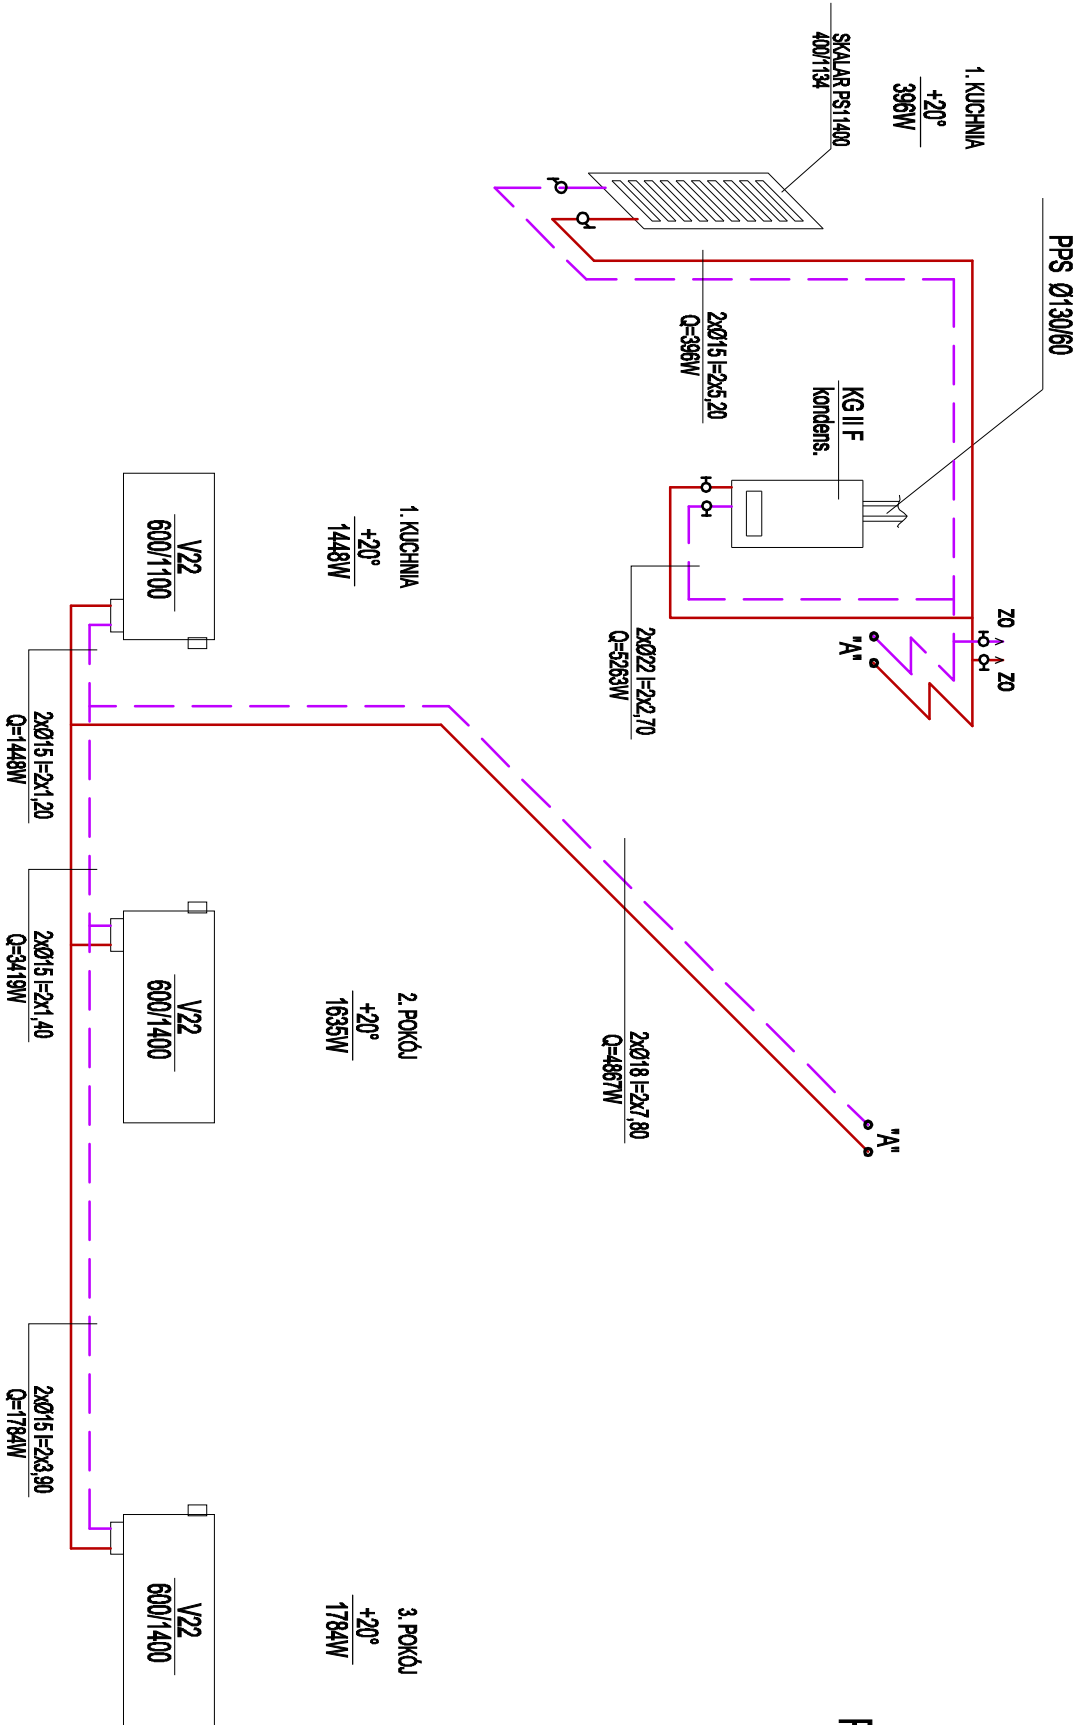 PPS Ø130/60
1. KUCHNIA
+20°
396W
SKALAR PS11400
400/1134
2xØ15 l=2x5,20
Q=396W
KG II F
kondens.
2xØ22 l=2x2,70
Q=5263W
ZO
ZO
"A"
"A"
2xØ18 l=2x7,80
Q=4867W
1. KUCHNIA
+20°
1448W
2. POKÓJ
+20°
1635W
3. POKÓJ
+20°
1784W
V22
600/1100
V22
600/1400
V22
600/1400
2xØ15 l=2x1,20
Q=1448W
2xØ15 l=2x1,40
Q=3419W
2xØ15 l=2x3,90
Q=1784W